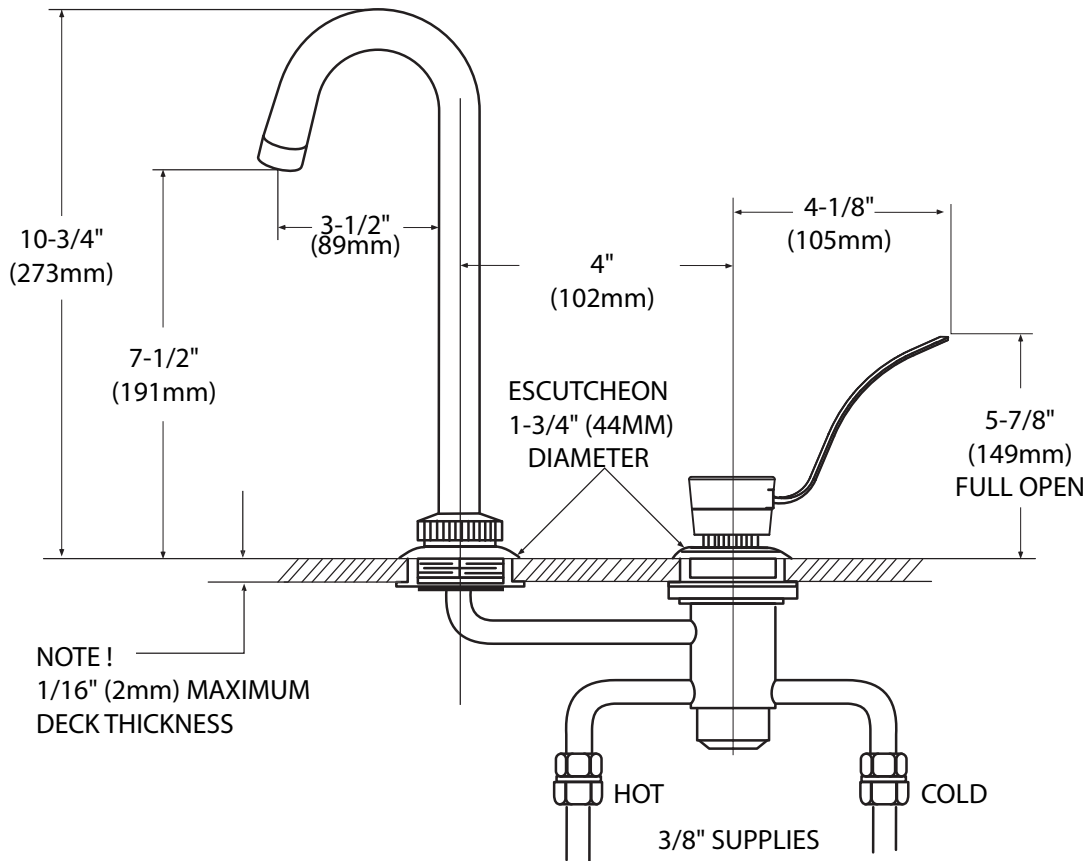 10-3/4"
(273mm)
7-1/2"
(191mm)
3-1/2"
(89mm)
4"
(102mm)
4-1/8"
(105mm)
ESCUTCHEON
1-3/4" (44MM)
DIAMETER
5-7/8"
(149mm)
FULL OPEN
NOTE !
1/16" (2mm) MAXIMUM
DECK THICKNESS
HOT
COLD
3/8" SUPPLIES